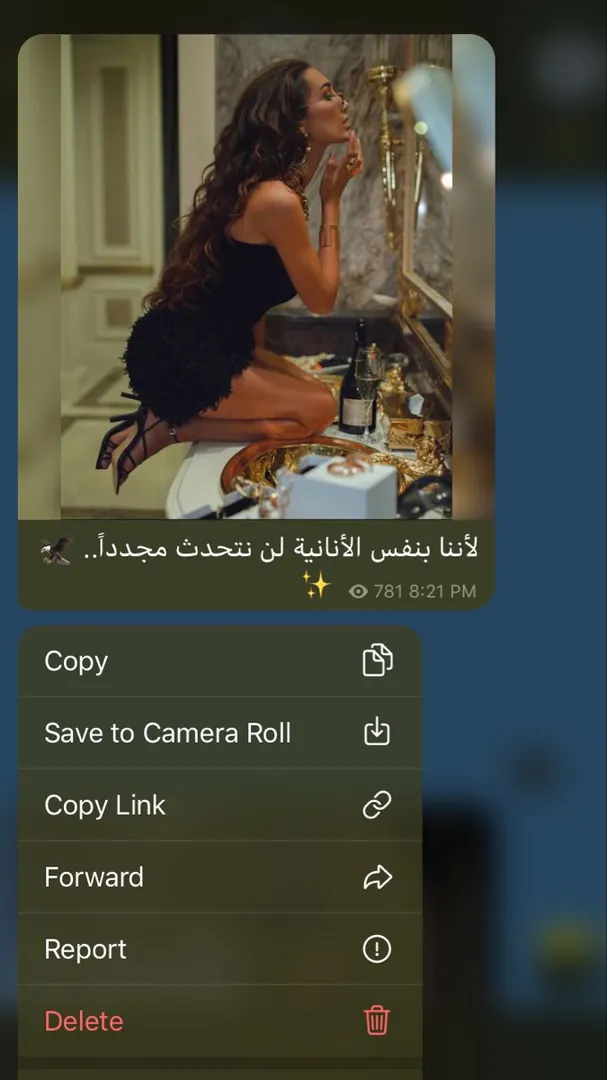 لأننا بنفس الأنانية لن نتحدث مجدداً.. 🦅
✨ 781 8:21 PM
Copy
Save to Camera Roll
Copy Link
Forward
Report
Delete